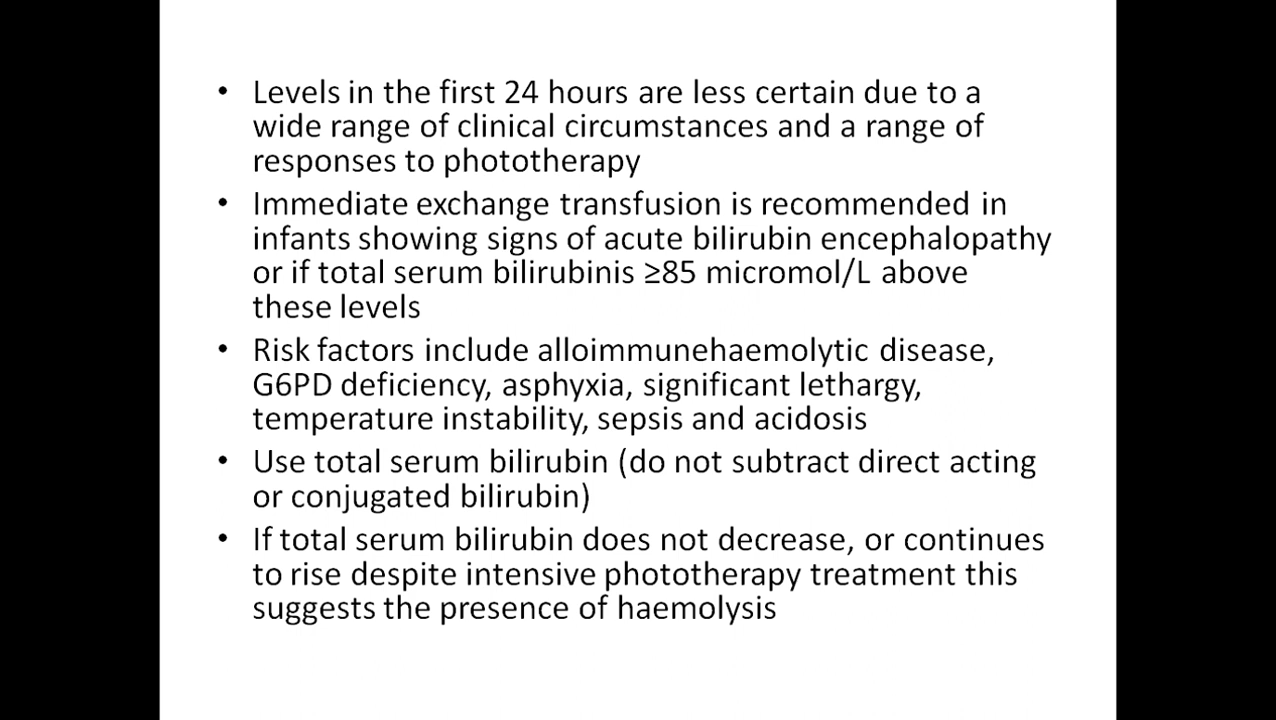 • Levels in the first 24 hours are less certain due to a
wide range of clinical circumstances and a range of
responses to phototherapy
• Immediate exchange transfusion is recommended in
infants showing signs of acute bilirubin encephalopathy
or if total serum bilirubinis ≥85 micromol/L above
these levels
• Risk factors include alloimmunehaemolytic disease,
G6PD deficiency, asphyxia, significant lethargy,
temperature instability, sepsis and acidosis
• Use total serum bilirubin (do not subtract direct acting
or conjugated bilirubin)
• If total serum bilirubin does not decrease, or continues
to rise despite intensive phototherapy treatment this
suggests the presence of haemolysis